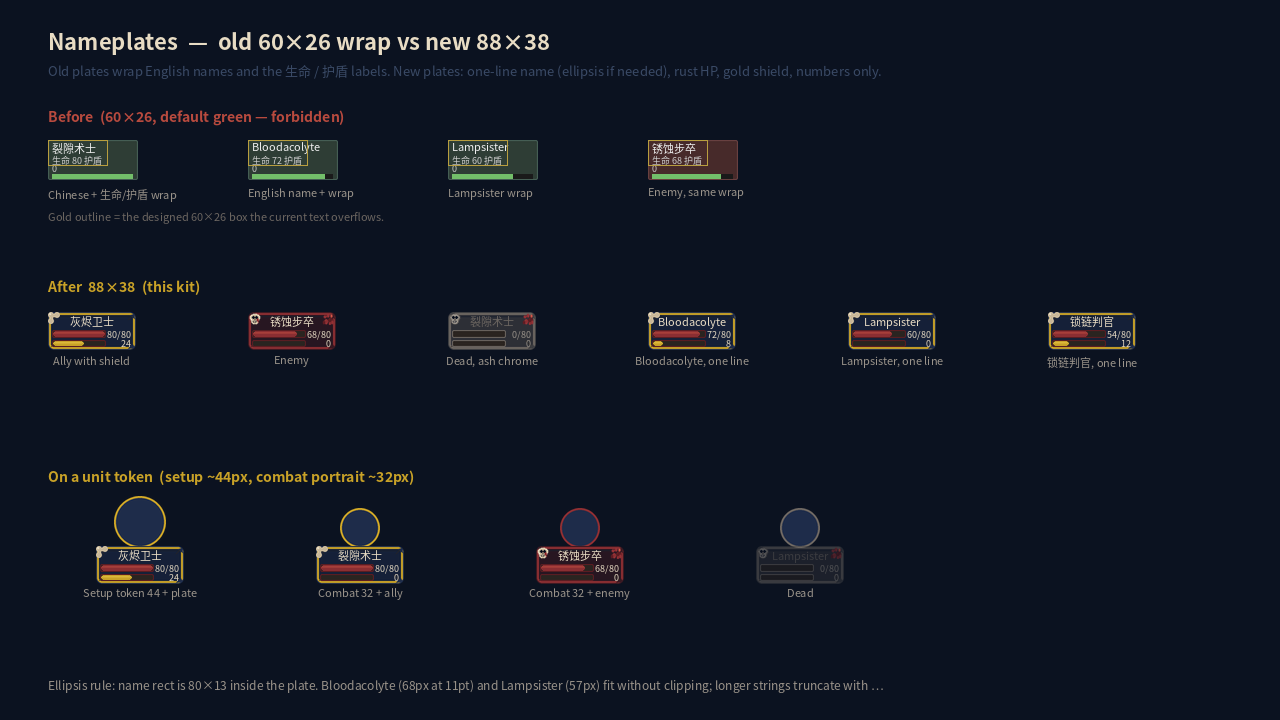 Nameplates — old 60×26 wrap vs new 88×38
Old plates wrap English names and the 生命 / 护盾 labels. New plates: one-line name (ellipsis if needed), rust HP, gold shield, numbers only.
Before (60×26, default green — forbidden)
裂隙术士
生命 80 护盾
0
Chinese + 生命/护盾 wrap
Bloodacolyte
生命 72 护盾
0
English name + wrap
Lampsister
生命 60 护盾
0
Lampsister wrap
锈蚀步卒
生命 68 护盾
0
Enemy, same wrap
Gold outline = the designed 60×26 box the current text overflows.
After 88×38 (this kit)
灰烬卫士
80/80
24
Ally with shield
锈蚀步卒
68/80
0
Enemy
裂隙术士
0/80
0
Dead, ash chrome
Bloodacolyte
72/80
8
Bloodacolyte, one line
Lampsister
60/80
0
Lampsister, one line
锁链判官
54/80
12
锁链判官, one line
On a unit token (setup ~44px, combat portrait ~32px)
灰烬卫士
80/80
24
Setup token 44 + plate
裂隙术士
80/80
0
Combat 32 + ally
锈蚀步卒
68/80
0
Combat 32 + enemy
Lampsister
0/80
0
Dead
Ellipsis rule: name rect is 80×13 inside the plate. Bloodacolyte (68px at 11pt) and Lampsister (57px) fit without clipping; longer strings truncate with …